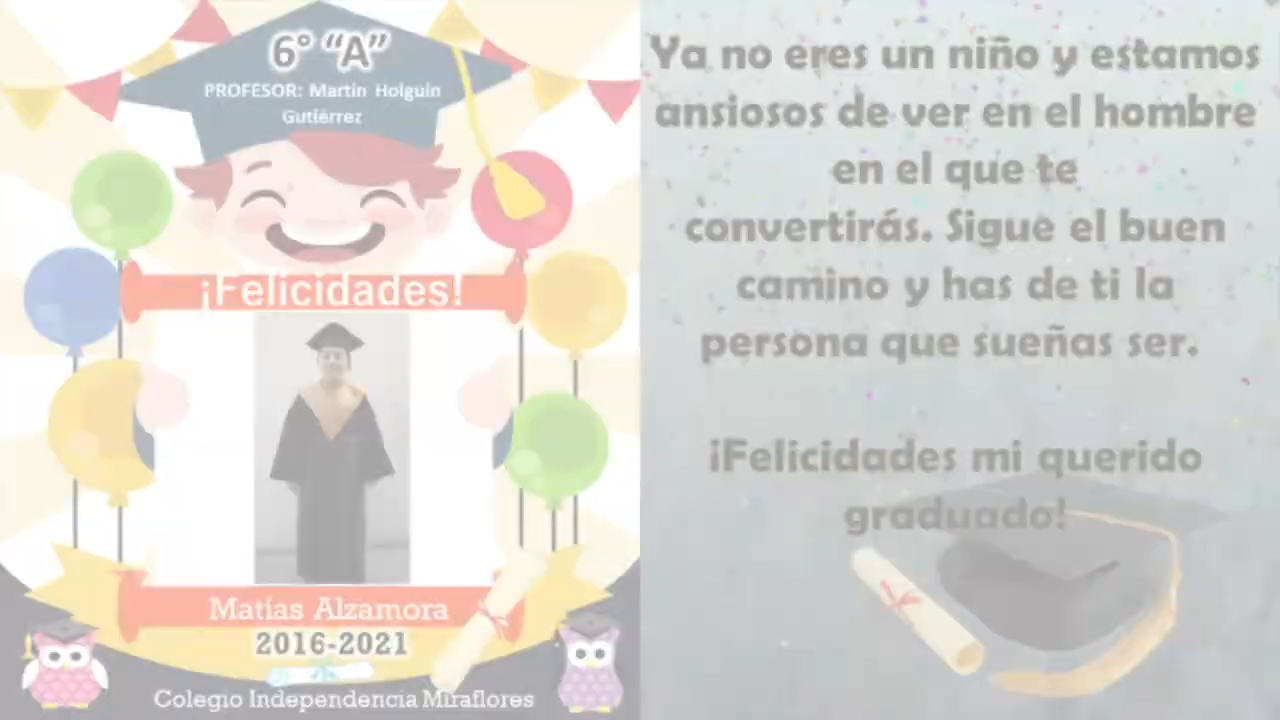 6° “A”
PROFESOR: Martin Holguin
Gutiérrez
¡Felicidades!
Matías Alzamora
2016-2021
Colegio Independencia Miraflores
Ya no eres un niño y estamos
ansiosos de ver en el hombre
en el que te
convertirás. Sigue el buen
camino y has de ti la
persona que sueñas ser.
¡Felicidades mi querido
graduado!